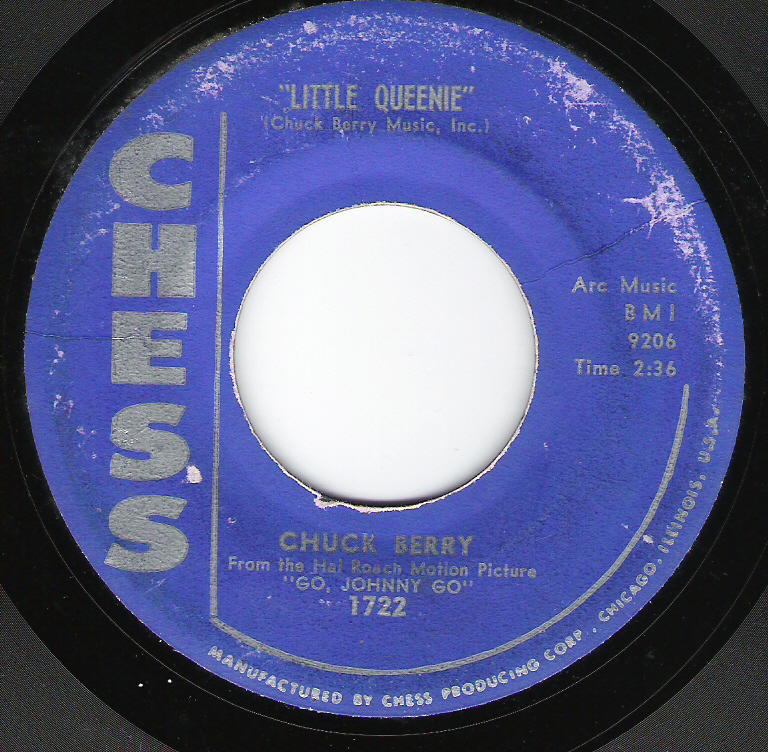 "LITTLE QUEENIE"
(Chuck Berry Music, Inc.)
CHESS
Arc Music
BMI
9206
Time 2:36
CHUCK BERRY
From the Hal Roach Motion Picture
"GO, JOHNNY GO"
1722
MANUFACTURED BY CHESS PRODUCING CORP. CHICAGO, ILLINOIS, U.S.A.